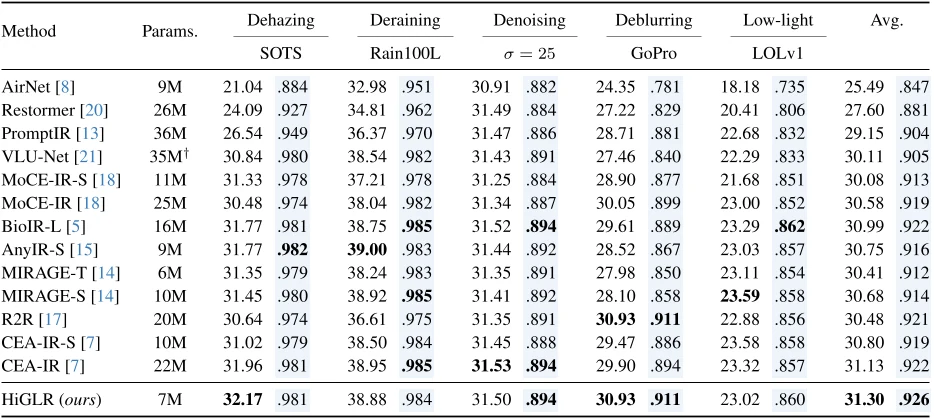 Method Params. Dehazing Deraining Denoising Deblurring Low-light Avg.
SOTS Rain100L σ = 25 GoPro LOLv1
AirNet [8] 9M 21.04 .884 32.98 .951 30.91 .882 24.35 .781 18.18 .735 25.49 .847
Restormer [20] 26M 24.09 .927 34.81 .962 31.49 .884 27.22 .829 20.41 .806 27.60 .881
PromptIR [13] 36M 26.54 .949 36.37 .970 31.47 .886 28.71 .881 22.68 .832 29.15 .904
VLU-Net [21] 35M† 30.84 .980 38.54 .982 31.43 .891 27.46 .840 22.29 .833 30.11 .905
MoCE-IR-S [18] 11M 31.33 .978 37.21 .978 31.25 .884 28.90 .877 21.68 .851 30.08 .913
MoCE-IR [18] 25M 30.48 .974 38.04 .982 31.34 .887 30.05 .899 23.00 .852 30.58 .919
BioIR-L [5] 16M 31.77 .981 38.75 .985 31.52 .894 29.61 .889 23.29 .862 30.99 .922
AnyIR-S [15] 9M 31.77 .982 39.00 .983 31.44 .892 28.52 .867 23.03 .857 30.75 .916
MIRAGE-T [14] 6M 31.35 .979 38.24 .983 31.35 .891 27.98 .850 23.11 .854 30.41 .912
MIRAGE-S [14] 10M 31.45 .980 38.92 .985 31.41 .892 28.10 .858 23.59 .858 30.68 .914
R2R [17] 20M 30.64 .974 36.61 .975 31.35 .891 30.93 .911 22.88 .856 30.48 .921
CEA-IR-S [7] 10M 31.02 .979 38.50 .984 31.45 .888 29.47 .886 23.58 .858 30.80 .919
CEA-IR [7] 22M 31.96 .981 38.95 .985 31.53 .894 29.90 .894 23.32 .858 31.13 .922
HiGLR (ours) 7M 32.17 .981 38.88 .984 31.50 .894 30.93 .911 23.02 .860 31.30 .926